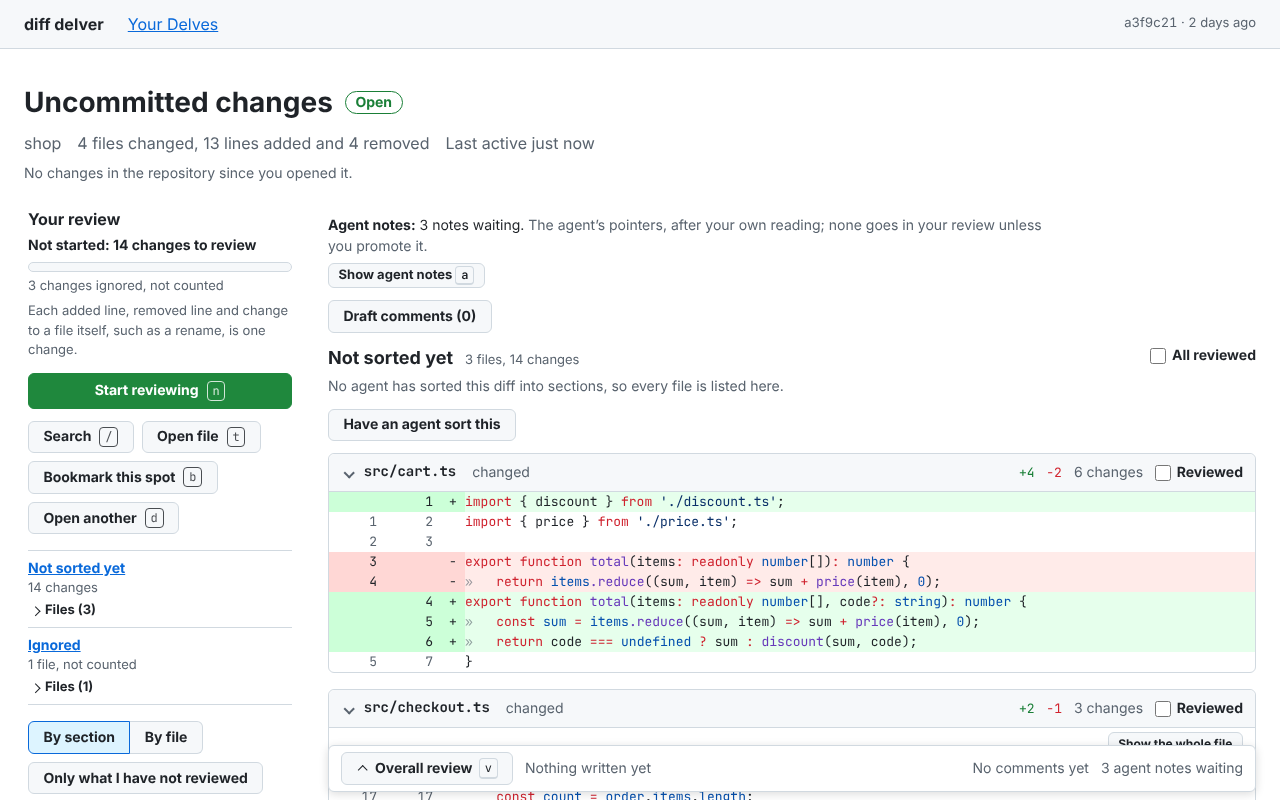 diff delver Your Delves a3f9c21 · 2 days ago
Uncommitted changes Open
shop 4 files changed, 13 lines added and 4 removed Last active just now
No changes in the repository since you opened it.
Your review
Not started: 14 changes to review
3 changes ignored, not counted
Each added line, removed line and change
to a file itself, such as a rename, is one
change.
Start reviewing n
Search / Open file t
Bookmark this spot b
Open another d
Not sorted yet
14 changes
Files (3)
Ignored
1 file, not counted
Files (1)
By section By file
Only what I have not reviewed
Agent notes: 3 notes waiting. The agent’s pointers, after your own reading; none goes in your review unless
you promote it.
Show agent notes a
Draft comments (0)
Not sorted yet 3 files, 14 changes All reviewed
No agent has sorted this diff into sections, so every file is listed here.
Have an agent sort this
src/cart.ts changed +4 -2 6 changes Reviewed
1 + import { discount } from './discount.ts';
1 2 import { price } from './price.ts';
2 3
3 - export function total(items: readonly number[]): number {
4 - » return items.reduce((sum, item) => sum + price(item), 0);
4 + export function total(items: readonly number[], code?: string): number {
5 + » const sum = items.reduce((sum, item) => sum + price(item), 0);
6 + » return code === undefined ? sum : discount(sum, code);
5 7 }
src/checkout.ts changed +2 -1 3 changes Reviewed
Show the whole file
Overall review v Nothing written yet No comments yet 3 agent notes waiting
17 17 const count = order.items.length;